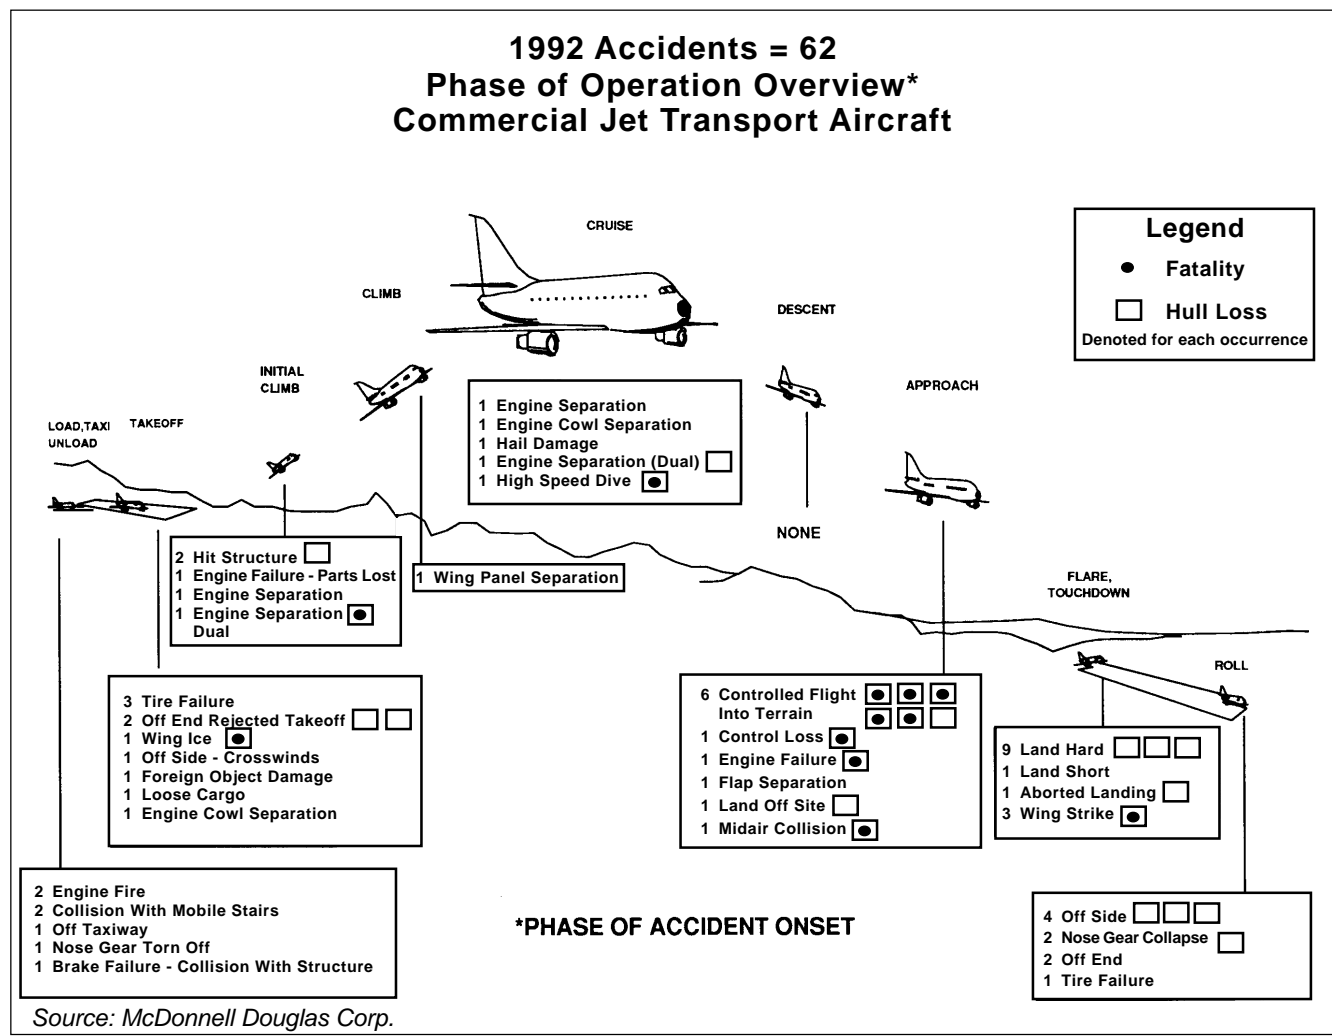 1992 Accidents = 62
Phase of Operation Overview*
Commercial Jet Transport Aircraft
CRUISE
Legend
Fatality
Hull Loss
Denoted for each occurrence
CLIMB
DESCENT
INITIAL
CLIMB
APPROACH
LOAD,TAXI
UNLOAD
TAKEOFF
1 Engine Separation
1 Engine Cowl Separation
1 Hail Damage
1 Engine Separation (Dual)
1 High Speed Dive
NONE
2 Hit Structure
1 Engine Failure - Parts Lost
1 Engine Separation
1 Engine Separation
Dual
1 Wing Panel Separation
FLARE,
TOUCHDOWN
ROLL
3 Tire Failure
2 Off End Rejected Takeoff
1 Wing Ice
1 Off Side - Crosswinds
1 Foreign Object Damage
1 Loose Cargo
1 Engine Cowl Separation
6 Controlled Flight
Into Terrain
1 Control Loss
1 Engine Failure
1 Flap Separation
1 Land Off Site
1 Midair Collision
9 Land Hard
1 Land Short
1 Aborted Landing
3 Wing Strike
2 Engine Fire
2 Collision With Mobile Stairs
1 Off Taxiway
1 Nose Gear Torn Off
1 Brake Failure - Collision With Structure
*PHASE OF ACCIDENT ONSET
4 Off Side
2 Nose Gear Collapse
2 Off End
1 Tire Failure
Source: McDonnell Douglas Corp.